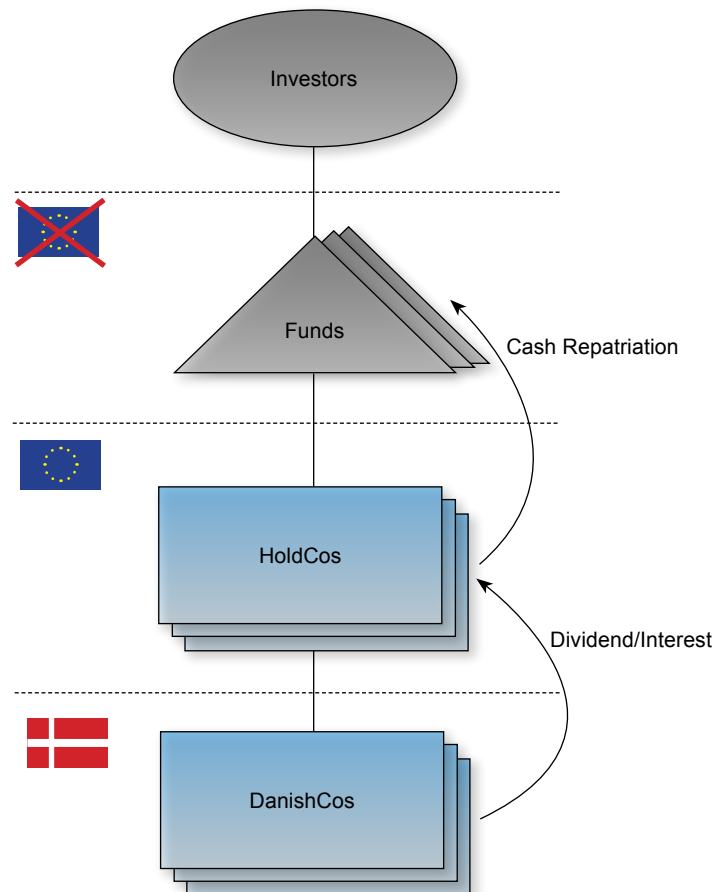 Investors
Funds
Cash Repatriation
HoldCos
Dividend/Interest
DanishCos